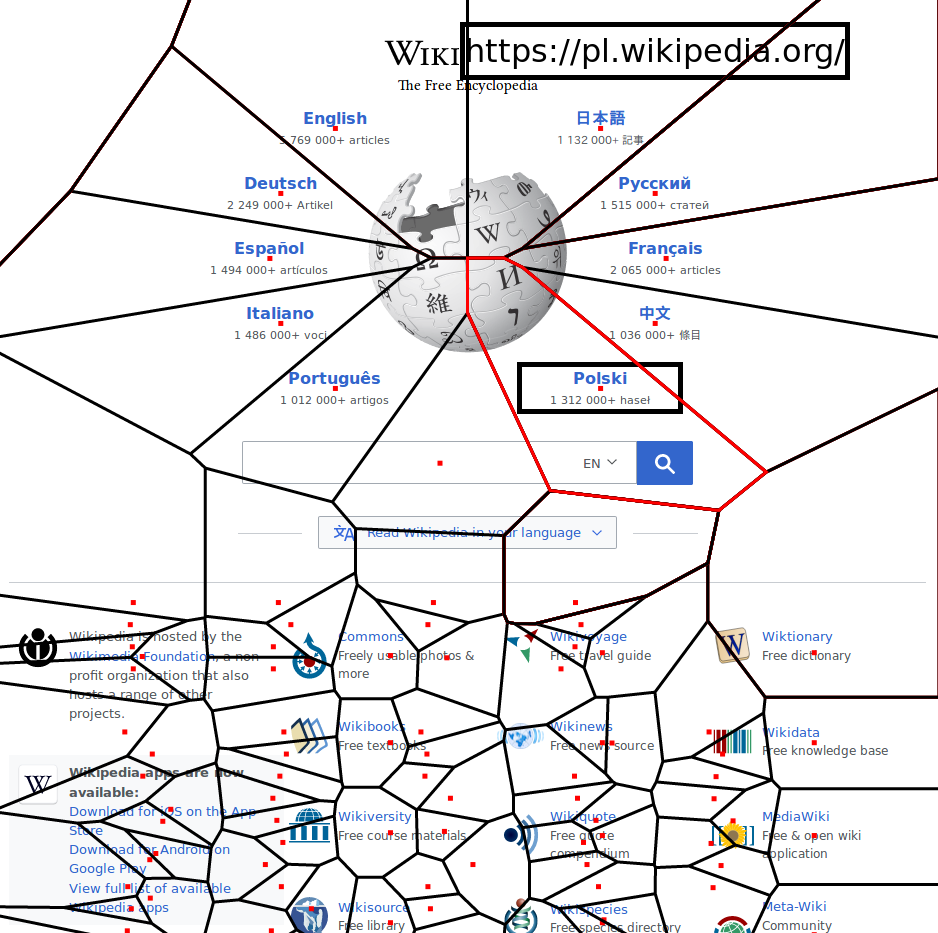 WIKI
https://pl.wikipedia.org/
The Free Encyclopedia
English
769 000+ articles
日本語
1 132 000+ 記事
Deutsch
2 249 000+ Artikel
Русский
1 515 000+ статей
Español
1 494 000+ artículos
Français
2 065 000+ articles
Italiano
1 486 000+ voci
中文
1 036 000+ 條目
Português
1 012 000+ artigos
Polski
1 312 000+ haseł
EN
Read Wikipedia in your language
Wikipedia is hosted by the
Wikimedia Foundation, a non-
profit organization that also
hosts a range of other
projects.
Commons
Freely usable photos &
more
Wikivoyage
Free travel guide
Wiktionary
Free dictionary
Wikibooks
Free textbooks
Wikinews
Free news source
Wikidata
Free knowledge base
Wikipedia apps are now
available:
Download for iOS on the App
Store
Download for Android on
Google Play
View full list of available
Wikipedia apps
Wikiversity
Free course materials
Wikiquote
Free quote
compendium
MediaWiki
Free & open wiki
application
Wikisource
Free library
Wikispecies
Free species directory
Meta-Wiki
Community